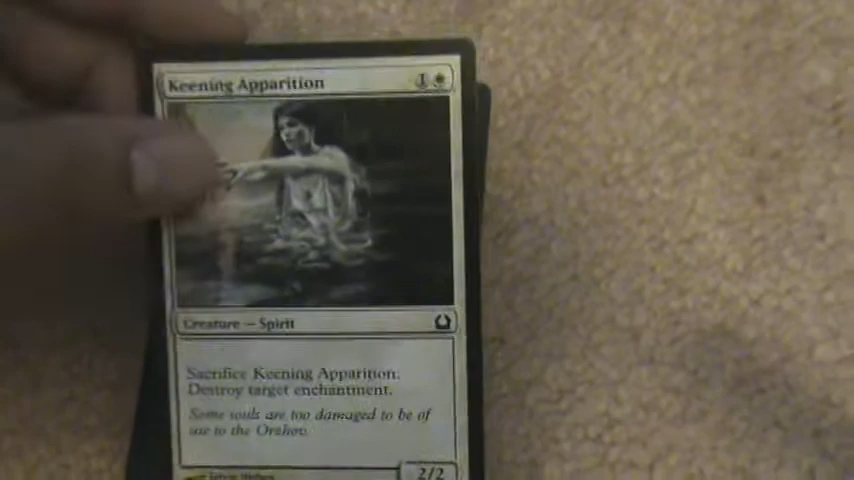 Keening Apparition 1
Creature — Spirit
Sacrifice Keening Apparition:
Destroy target enchantment.
Some souls are too damaged to be of
use to the Orzhov.
2/2